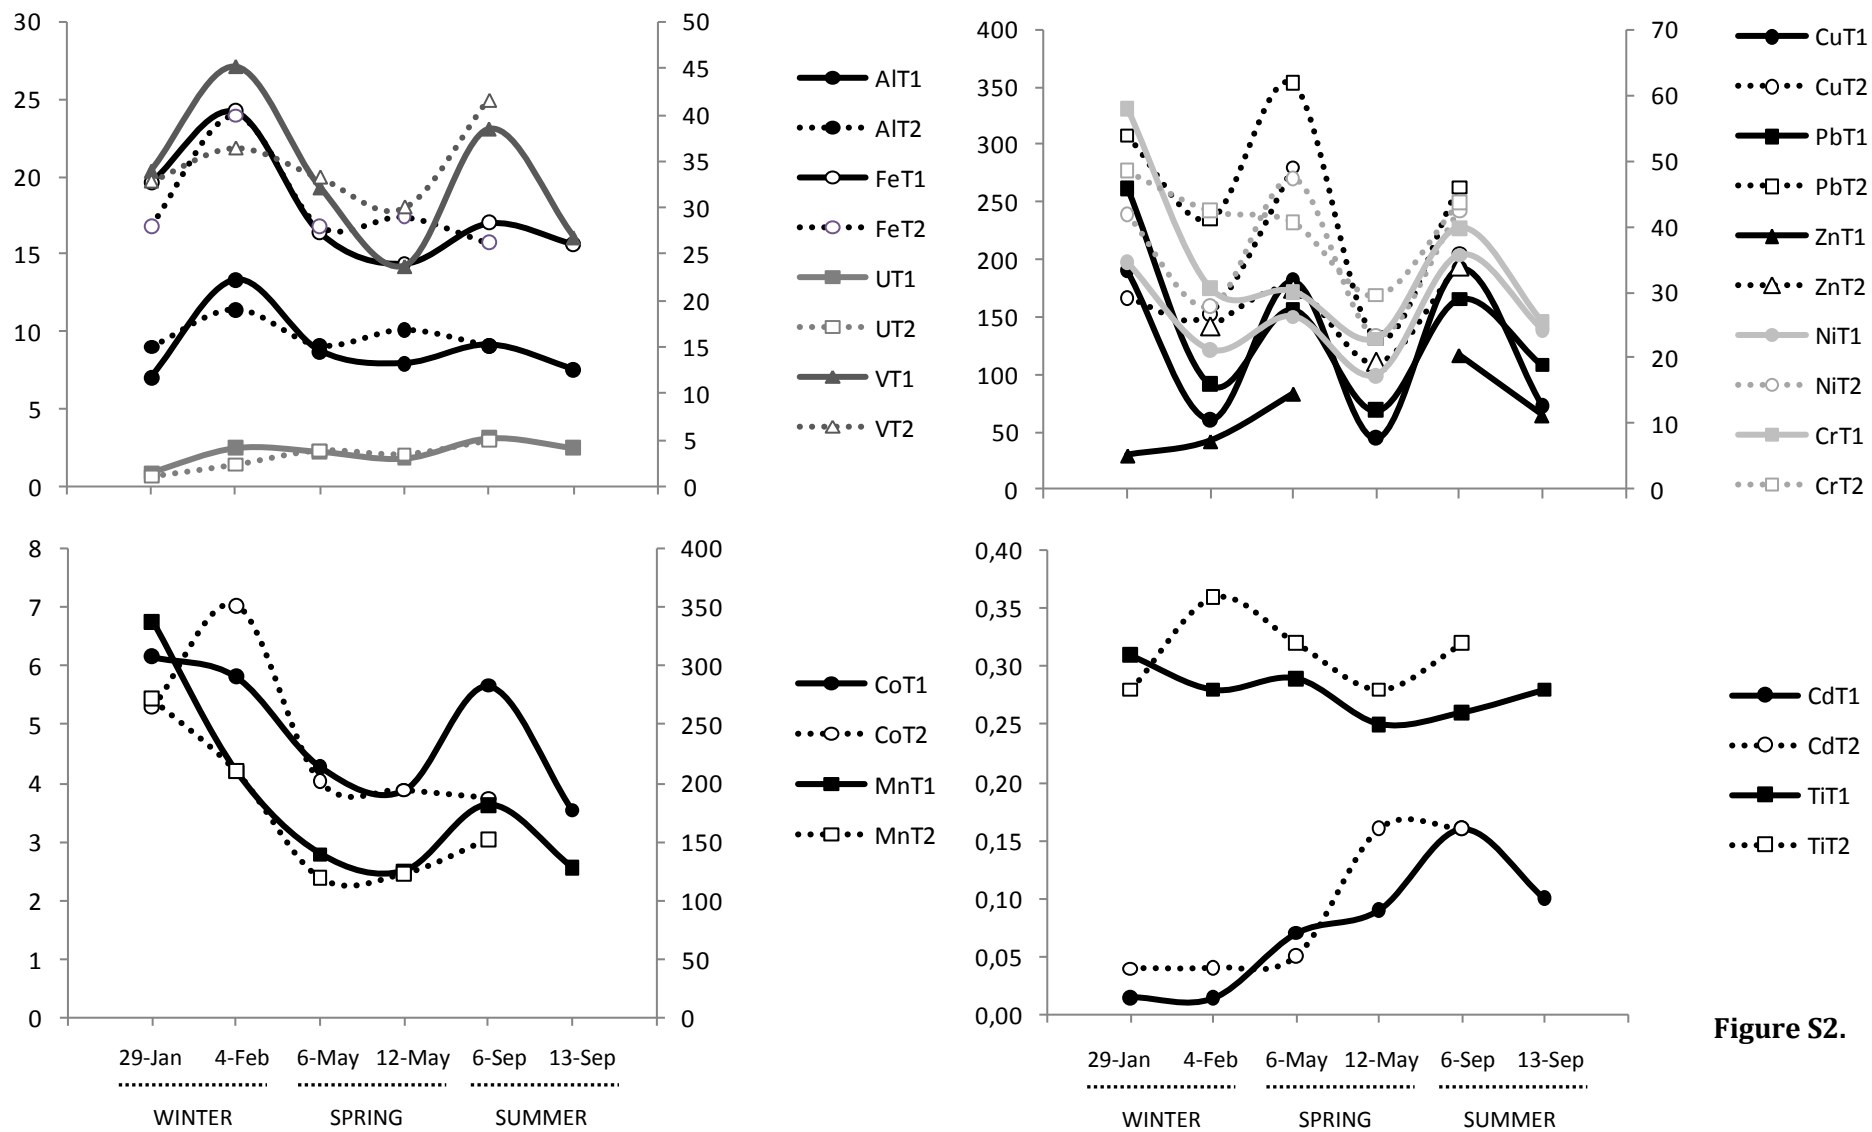 30
25
20
15
10
5
0
50
45
40
35
30
25
20
15
10
5
0
AlT1
AlT2
FeT1
FeT2
UT1
UT2
VT1
VT2
400
350
300
250
200
150
100
50
0
70
60
50
40
30
20
10
0
CuT1
CuT2
PbT1
PbT2
ZnT1
ZnT2
NiT1
NiT2
CrT1
CrT2
8
7
6
5
4
3
2
1
0
400
350
300
250
200
150
100
50
0
CoT1
CoT2
MnT1
MnT2
29-Jan 4-Feb 6-May 12-May 6-Sep 13-Sep
WINTER SPRING SUMMER
0,40
0,35
0,30
0,25
0,20
0,15
0,10
0,05
0,00
CdT1
CdT2
TiT1
TiT2
29-Jan 4-Feb 6-May 12-May 6-Sep 13-Sep
WINTER SPRING SUMMER
Figure S2.